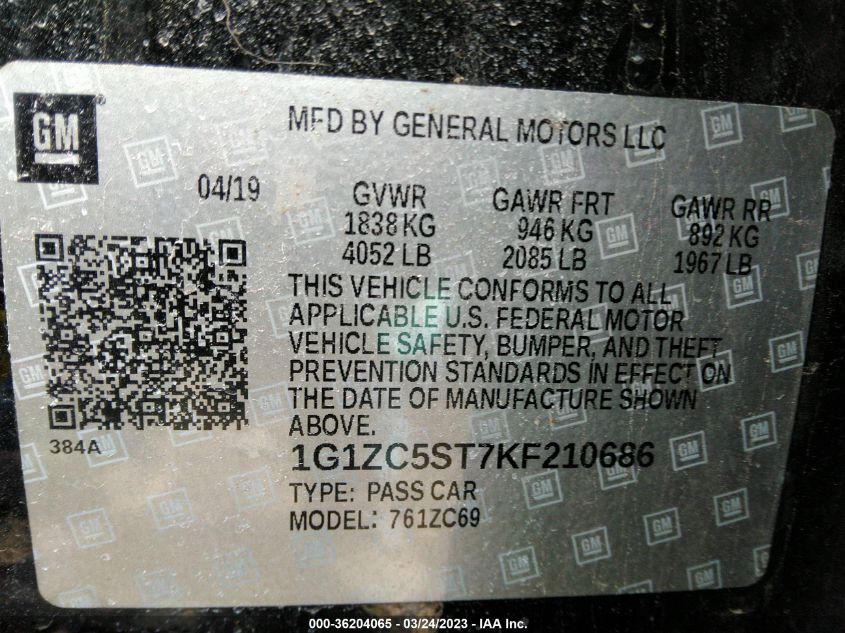 GM
MFD BY GENERAL MOTORS LLC
04/19
GVWR
1838 KG
4052 LB
GAWR FRT
946 KG
2085 LB
GAWR RR
892 KG
1967 LB
THIS VEHICLE CONFORMS TO ALL
APPLICABLE U.S. FEDERAL MOTOR
VEHICLE SAFETY, BUMPER, AND THEFT
PREVENTION STANDARDS IN EFFECT ON
THE DATE OF MANUFACTURE SHOWN
ABOVE.
384A
1G1ZC5ST7KF210686
TYPE: PASS CAR
MODEL: 761ZC69
000-36204065 - 03/24/2023 - IAA Inc.